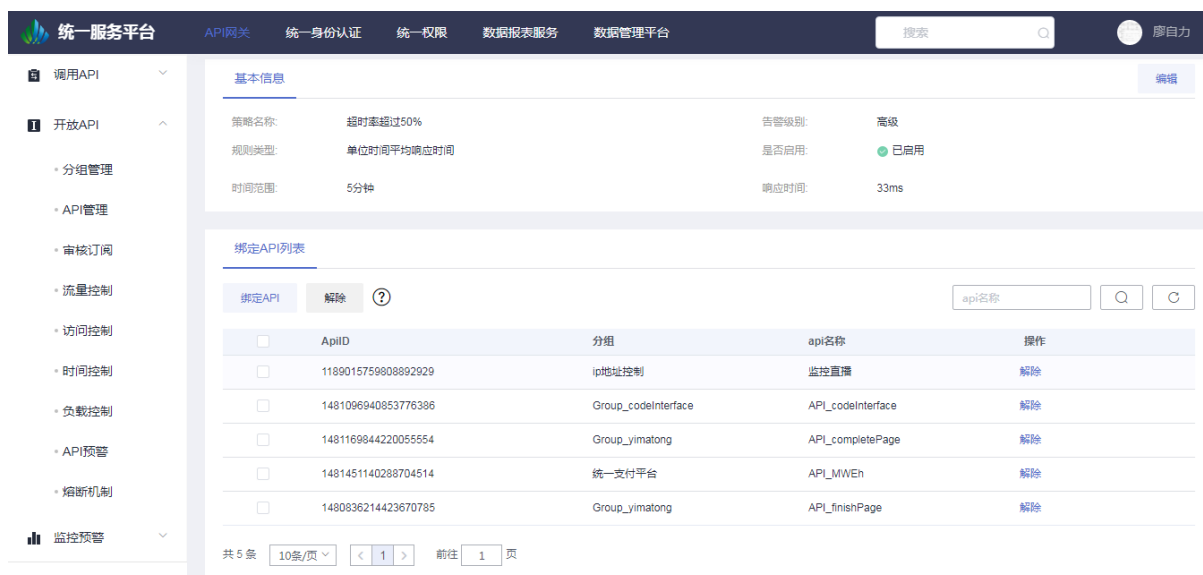 统一服务平台 API网关 统一身份认证 统一权限 数据报表服务 数据管理平台 搜索 廖自力
调用API
开放API
分组管理
API管理
审核订阅
流量控制
访问控制
时间控制
负载控制
API预警
熔断机制
监控预警
基本信息 编辑
策略名称: 超时率超过50% 告警级别: 高级
规则类型: 单位时间平均响应时间 是否启用: 已启用
时间范围: 5分钟 响应时间: 33ms
绑定API列表
绑定API 解除 ? api名称
ApiID 分组 api名称 操作
1189015759808892929 ip地址控制 监控直播 解除
1481096940853776386 Group_codeInterface API_codeInterface 解除
1481169844220055554 Group_yimatong API_completePage 解除
1481451140288704514 统一支付平台 API_MWEh 解除
1480836214423670785 Group_yimatong API_finishPage 解除
共 5 条 10条/页 < 1 > 前往 1 页